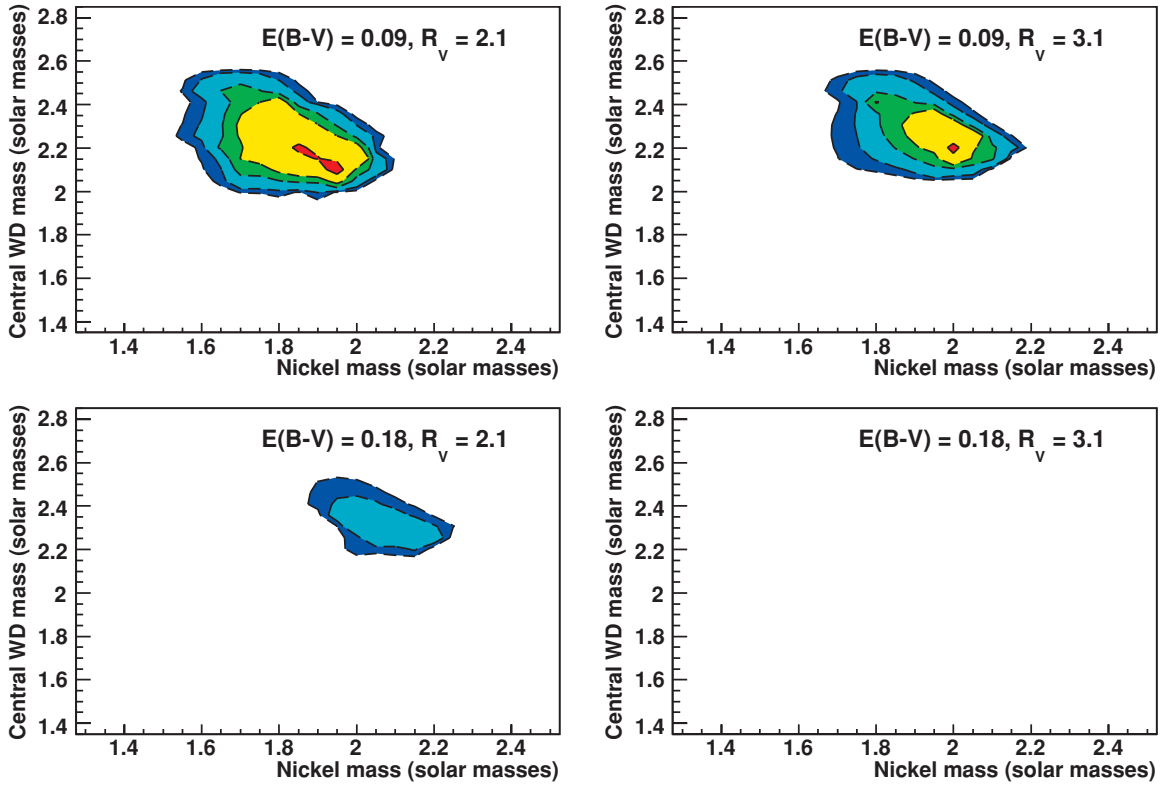 E(B-V) = 0.09, R_V = 2.1
Central WD mass (solar masses)
2.8
2.6
2.4
2.2
2
1.8
1.6
1.4
1.4 1.6 1.8 2 2.2 2.4
Nickel mass (solar masses)
E(B-V) = 0.09, R_V = 3.1
Central WD mass (solar masses)
2.8
2.6
2.4
2.2
2
1.8
1.6
1.4
1.4 1.6 1.8 2 2.2 2.4
Nickel mass (solar masses)
E(B-V) = 0.18, R_V = 2.1
Central WD mass (solar masses)
2.8
2.6
2.4
2.2
2
1.8
1.6
1.4
1.4 1.6 1.8 2 2.2 2.4
Nickel mass (solar masses)
E(B-V) = 0.18, R_V = 3.1
Central WD mass (solar masses)
2.8
2.6
2.4
2.2
2
1.8
1.6
1.4
1.4 1.6 1.8 2 2.2 2.4
Nickel mass (solar masses)